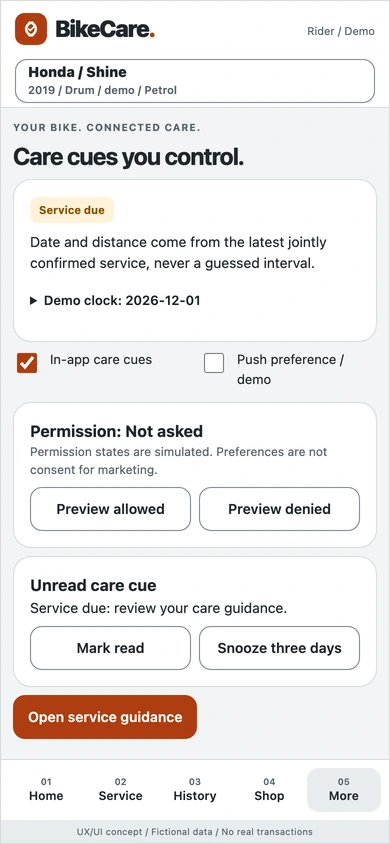 BikeCare.
Rider / Demo
Honda / Shine
2019 / Drum / demo / Petrol
YOUR BIKE. CONNECTED CARE.
Care cues you control.
Service due
Date and distance come from the latest jointly
confirmed service, never a guessed interval.
▶ Demo clock: 2026-12-01
In-app care cues
Push preference /
demo
Permission: Not asked
Permission states are simulated. Preferences are not
consent for marketing.
Preview allowed
Preview denied
Unread care cue
Service due: review your care guidance.
Mark read
Snooze three days
Open service guidance
01
Home
02
Service
03
History
04
Shop
05
More
UX/UI concept / Fictional data / No real transactions